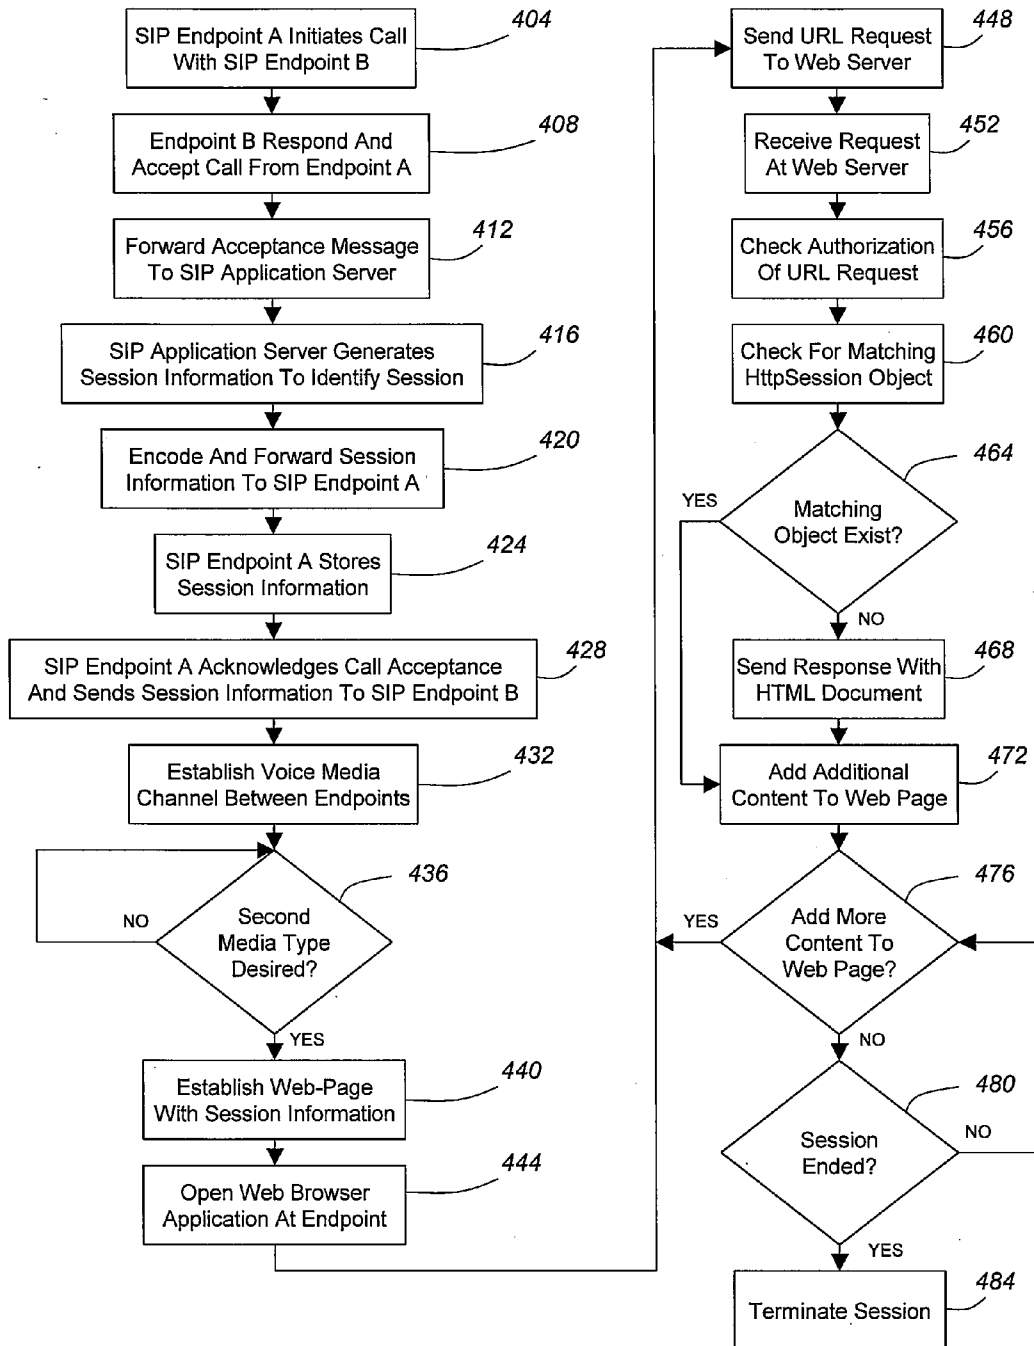 SIP Endpoint A Initiates Call
With SIP Endpoint B
404
Endpoint B Respond And
Accept Call From Endpoint A
408
Forward Acceptance Message
To SIP Application Server
412
SIP Application Server Generates
Session Information To Identify Session
416
Encode And Forward Session
Information To SIP Endpoint A
420
SIP Endpoint A Stores
Session Information
424
SIP Endpoint A Acknowledges Call Acceptance
And Sends Session Information To SIP Endpoint B
428
Establish Voice Media
Channel Between Endpoints
432
Second
Media Type
Desired?
436
NO
YES
Establish Web-Page
With Session Information
440
Open Web Browser
Application At Endpoint
444
Send URL Request
To Web Server
448
Receive Request
At Web Server
452
Check Authorization
Of URL Request
456
Check For Matching
HttpSession Object
460
Matching
Object Exist?
464
YES
NO
Send Response With
HTML Document
468
Add Additional
Content To Web Page
472
Add More
Content To
Web Page?
476
YES
NO
Session
Ended?
480
NO
YES
Terminate Session
484